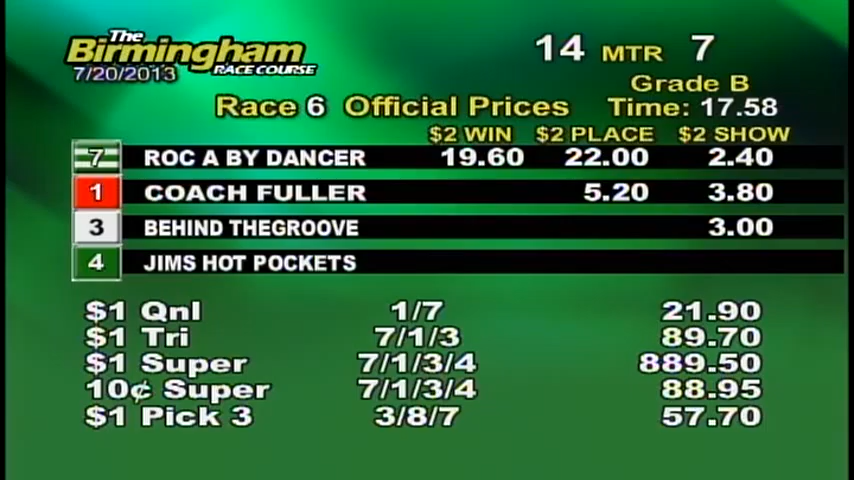 The
Birmingham
RACE COURSE
7/20/2013
14 MTR 7
Grade B
Race 6 Official Prices Time: 17.58
$2 WIN $2 PLACE $2 SHOW
7 ROC A BY DANCER 19.60 22.00 2.40
1 COACH FULLER 5.20 3.80
3 BEHIND THEGROOVE 3.00
4 JIMS HOT POCKETS
$1 Qnl 1/7 21.90
$1 Tri 7/1/3 89.70
$1 Super 7/1/3/4 889.50
10¢ Super 7/1/3/4 88.95
$1 Pick 3 3/8/7 57.70